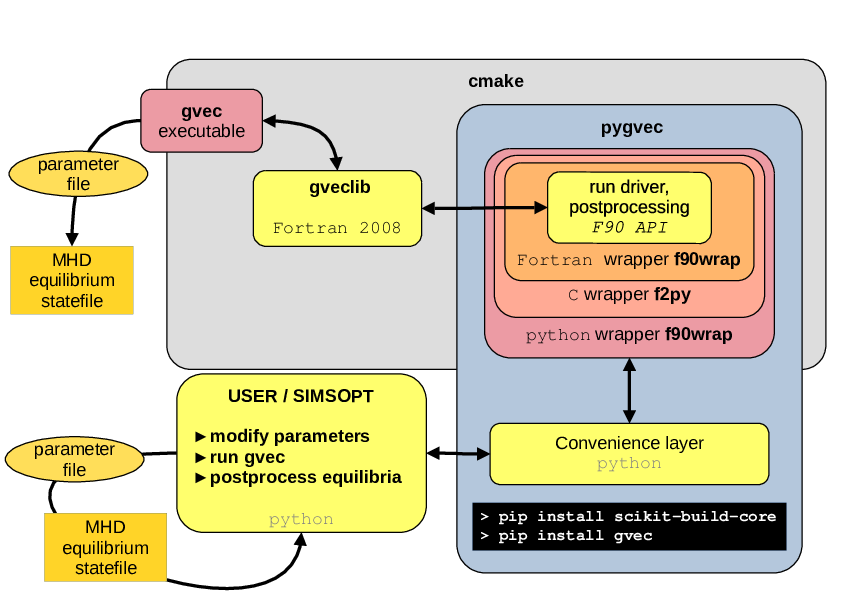 cmake
gvec
executable
pygvec
parameter
file
gveclib
Fortran 2008
run driver,
postprocessing
F90 API
Fortran wrapper f90wrap
C wrapper f2py
python wrapper f90wrap
MHD
equilibrium
statefile
USER / SIMSOPT
►modify parameters
►run gvec
►postprocess equilibria
python
parameter
file
MHD
equilibrium
statefile
Convenience layer
python
> pip install scikit-build-core
> pip install gvec